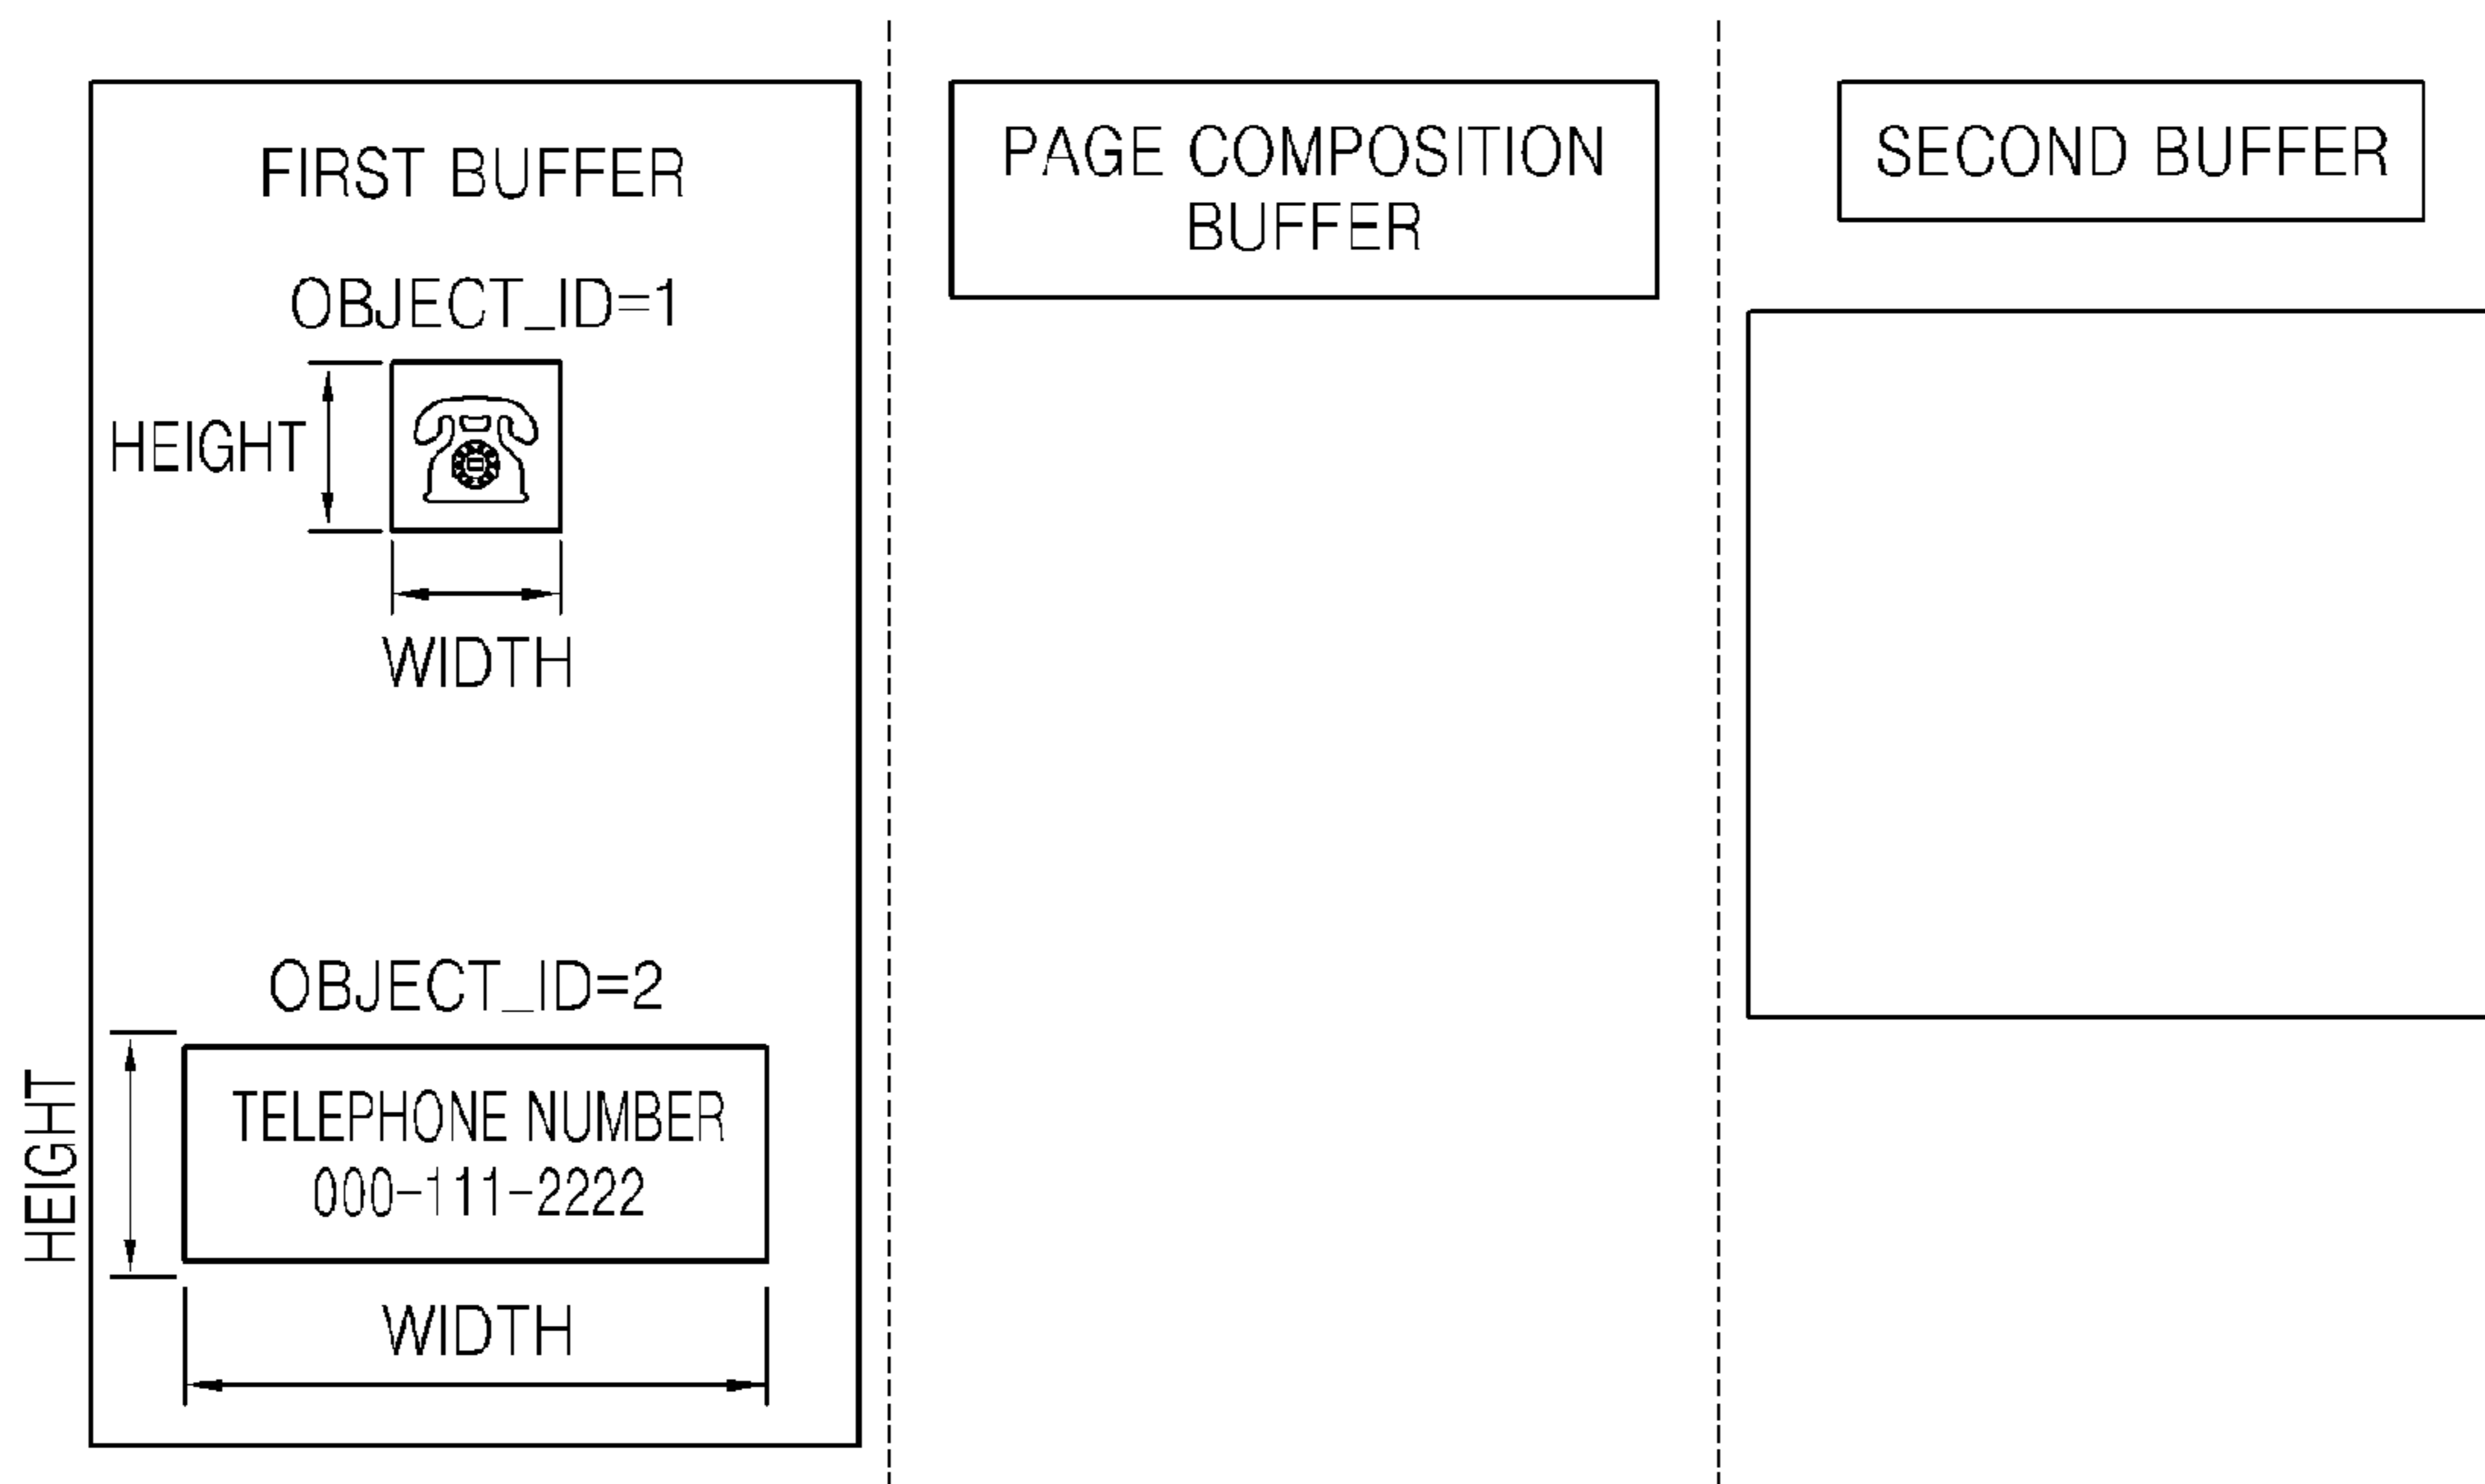 FIRST BUFFER
OBJECT_ID=1
HEIGHT
WIDTH
OBJECT_ID=2
HEIGHT
TELEPHONE NUMBER
000-111-2222
WIDTH
PAGE COMPOSITION
BUFFER
SECOND BUFFER